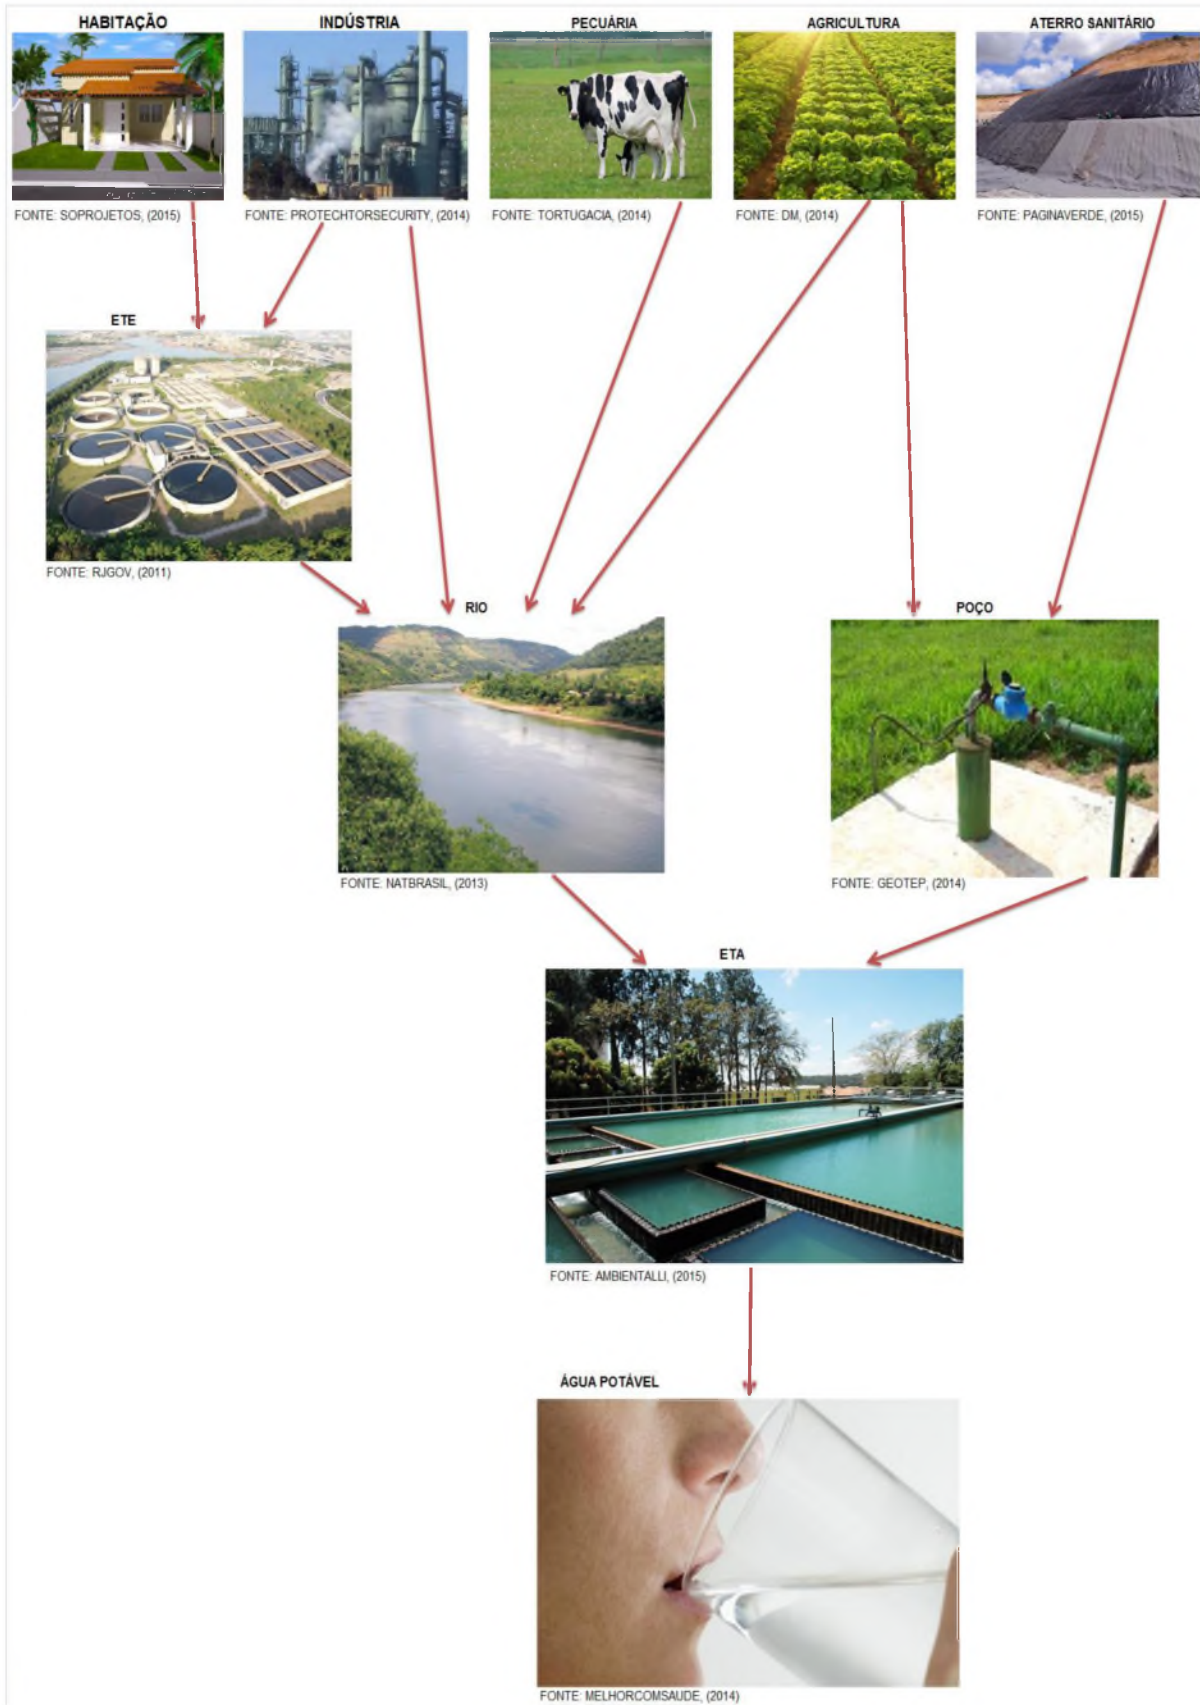 HABITAÇÃO
INDÚSTRIA
PECUÁRIA
AGRICULTURA
ATERRO SANITÁRIO
FONTE: SOPROJETOS, (2015)
FONTE: PROTECHTORSECURITY, (2014)
FONTE: TORTUGACIA, (2014)
FONTE: DM, (2014)
FONTE: PAGINAVERDE, (2015)
ETE
FONTE: RJGOV, (2011)
RIO
POÇO
FONTE: NATBRASIL, (2013)
FONTE: GEOTEP, (2014)
ETA
FONTE: AMBIENTALLI, (2015)
ÁGUA POTÁVEL
FONTE: MELHORCOMSAUDE, (2014)